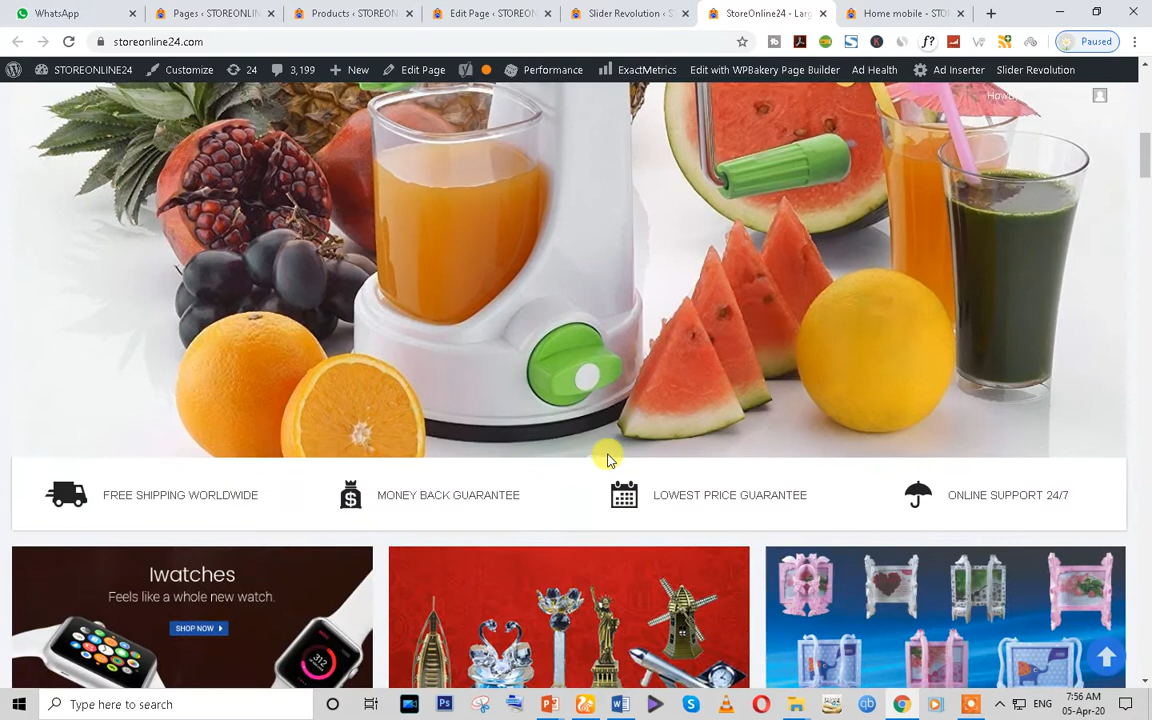 WhatsApp
Pages ‹ STOREONLIN
Products ‹ STOREON
Edit Page ‹ STOREON
Slider Revolution ‹
StoreOnline24 - Larg
Home mobile - STO
storeonline24.com
Paused
STOREONLINE24
Customize
24
3,199
New
Edit Page
Performance
ExactMetrics
Edit with WPBakery Page Builder
Ad Health
Ad Inserter
Slider Revolution
FREE SHIPPING WORLDWIDE
MONEY BACK GUARANTEE
LOWEST PRICE GUARANTEE
ONLINE SUPPORT 24/7
Iwatches
Feels like a whole new watch.
SHOP NOW
312
Type here to search
ENG
7:56 AM
05-Apr-20